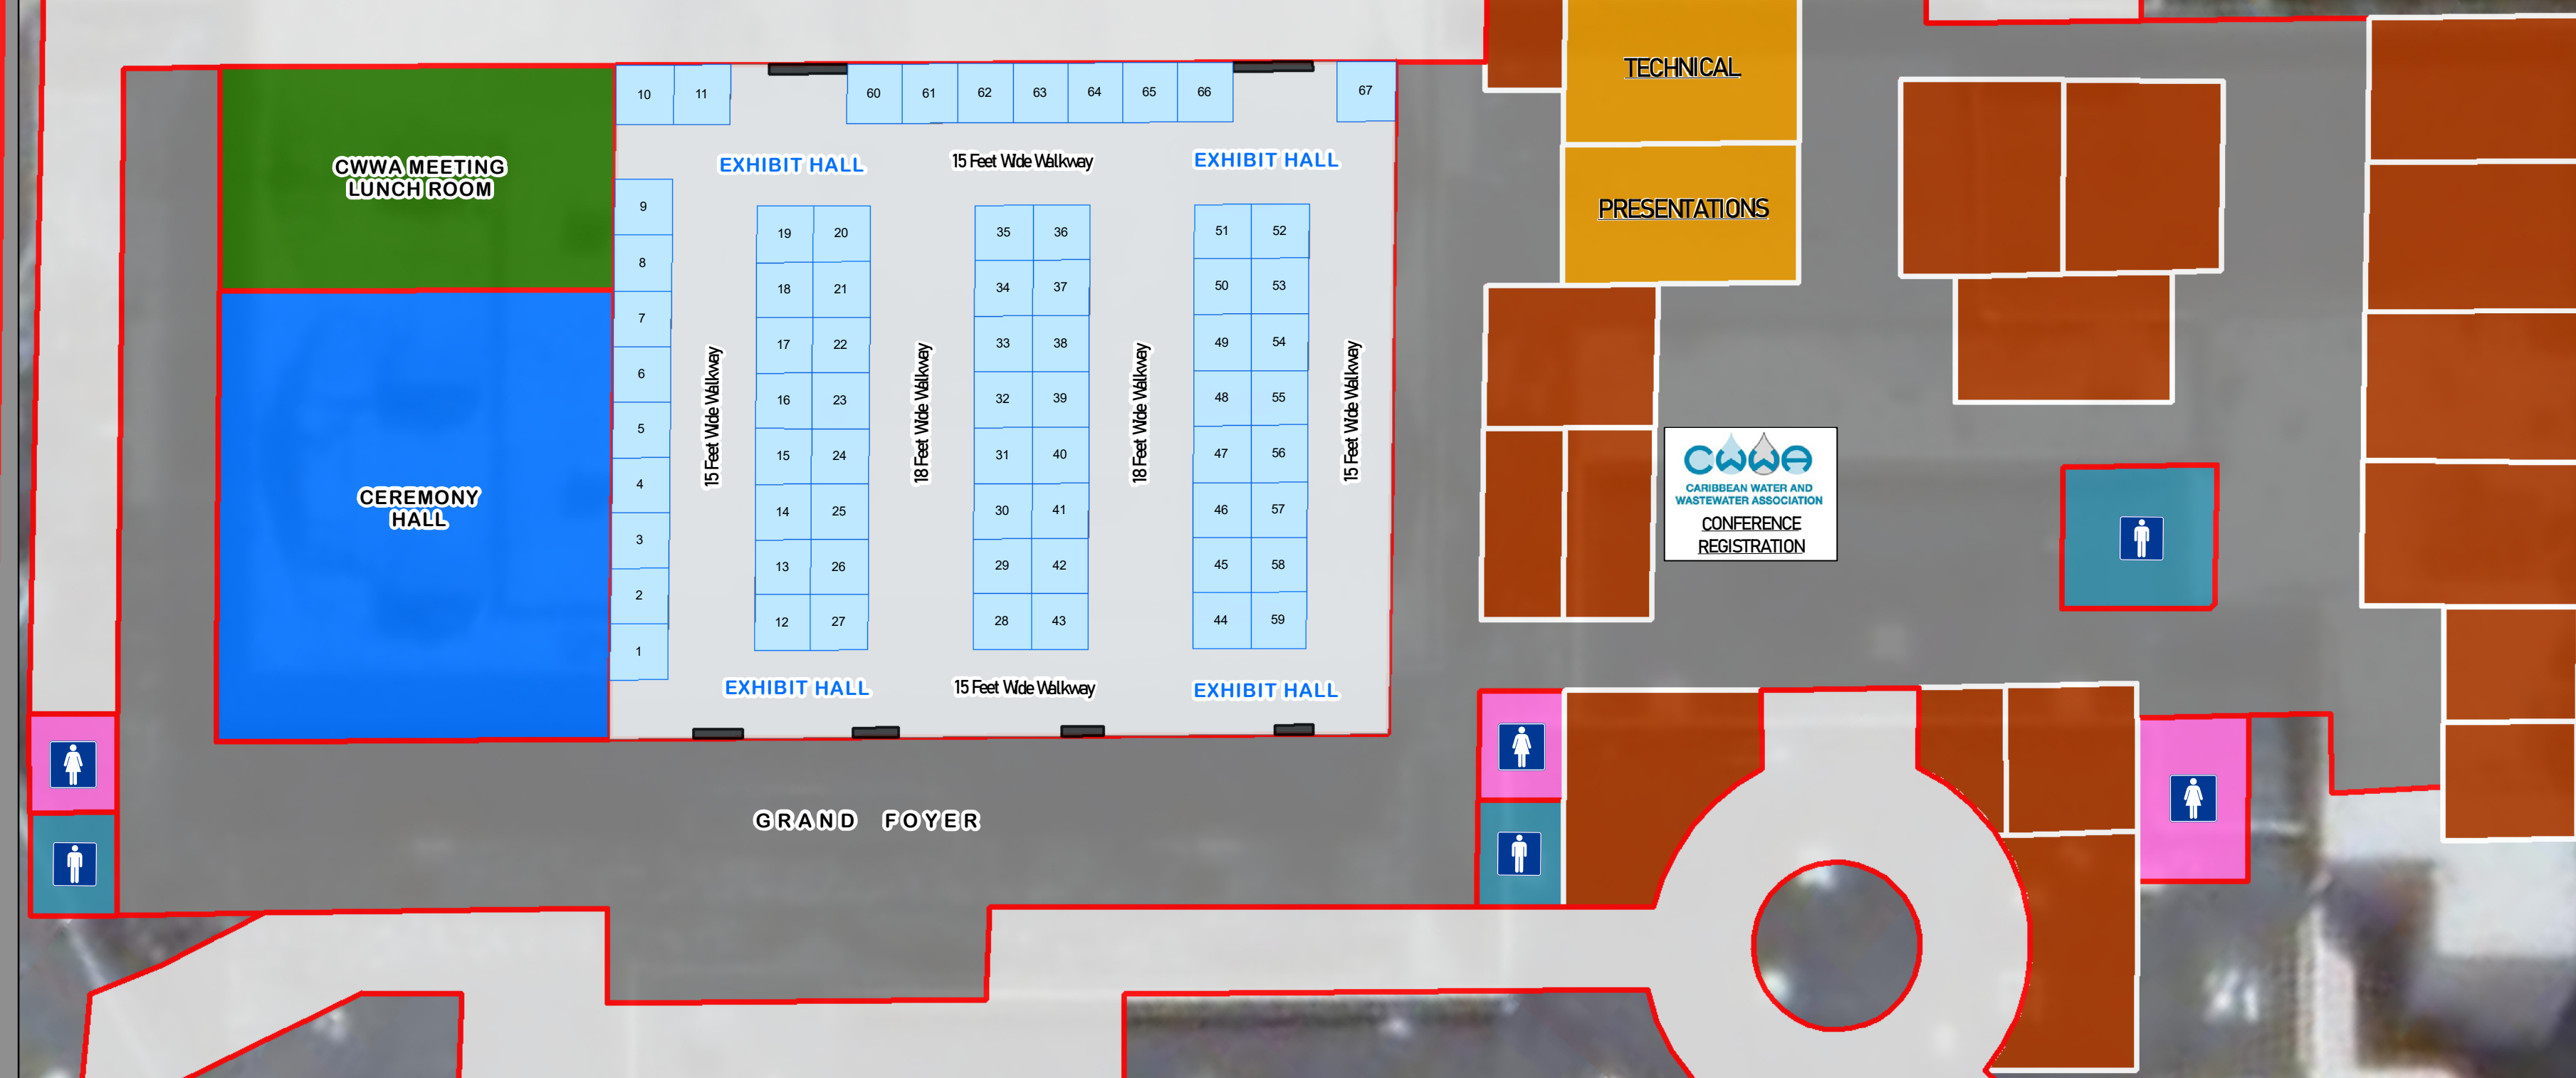 TECHNICAL
PRESENTATIONS
CWWA MEETING
LUNCH ROOM
CEREMONY
HALL
10 11
60 61 62 63 64 65 66
67
EXHIBIT HALL
15 Feet Wide Walkway
EXHIBIT HALL
9
8
7
6
5
4
3
2
1
15 Feet Wide Walkway
19 20
18 21
17 22
16 23
15 24
14 25
13 26
12 27
18 Feet Wide Walkway
35 36
34 37
33 38
32 39
31 40
30 41
29 42
28 43
18 Feet Wide Walkway
51 52
50 53
49 54
48 55
47 56
46 57
45 58
44 59
15 Feet Wide Walkway
EXHIBIT HALL
15 Feet Wide Walkway
EXHIBIT HALL
CWWA
CARIBBEAN WATER AND
WASTEWATER ASSOCIATION
CONFERENCE
REGISTRATION
GRAND FOYER